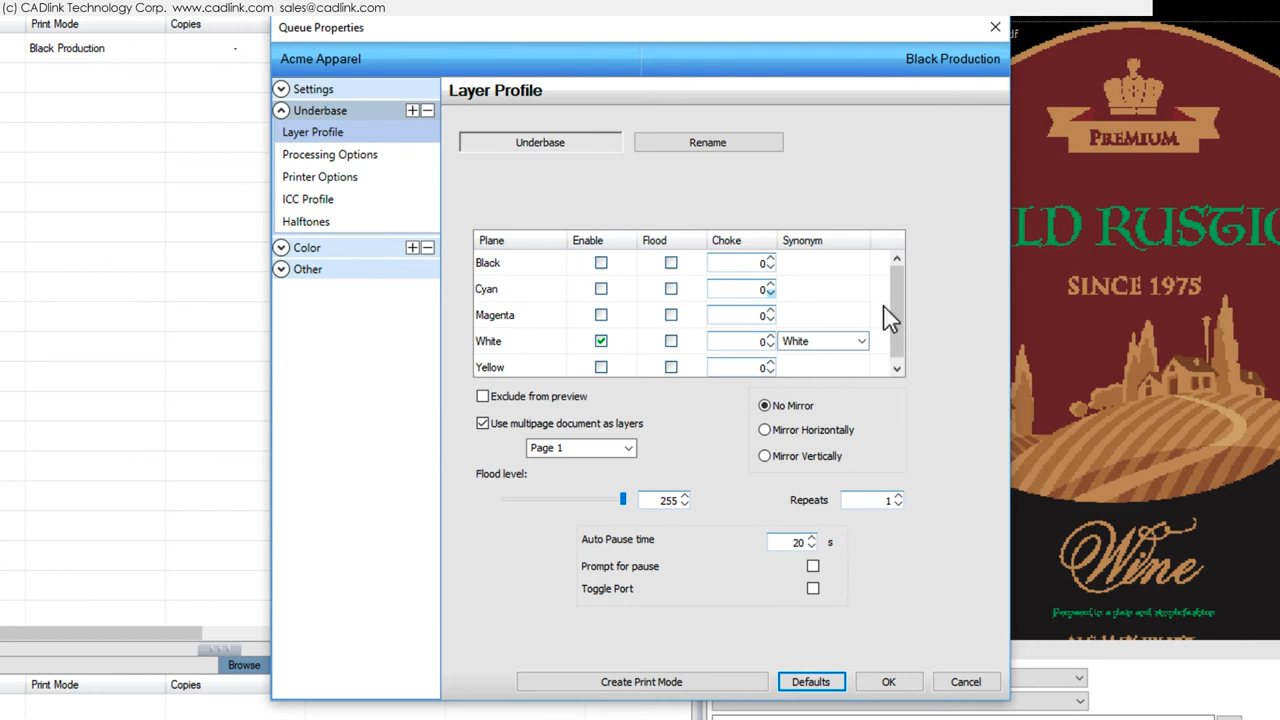 (c) CADlink Technology Corp. www.cadlink.com sales@cadlink.com
Print Mode Copies
Black Production -
Queue Properties
Acme Apparel Black Production
Settings
Underbase
Layer Profile
Processing Options
Printer Options
ICC Profile
Halftones
Color
Other
Layer Profile
Underbase Rename
Plane Enable Flood Choke Synonym
Black 0
Cyan 0
Magenta 0
White 0 White
Yellow 0
Exclude from preview
Use multipage document as layers
Page 1
Flood level:
255
No Mirror
Mirror Horizontally
Mirror Vertically
Repeats 1
Auto Pause time 20 s
Prompt for pause
Toggle Port
Create Print Mode Defaults OK Cancel
Browse
Print Mode Copies
df
PREMIUM
LD RUSTIC
SINCE 1975
Wine